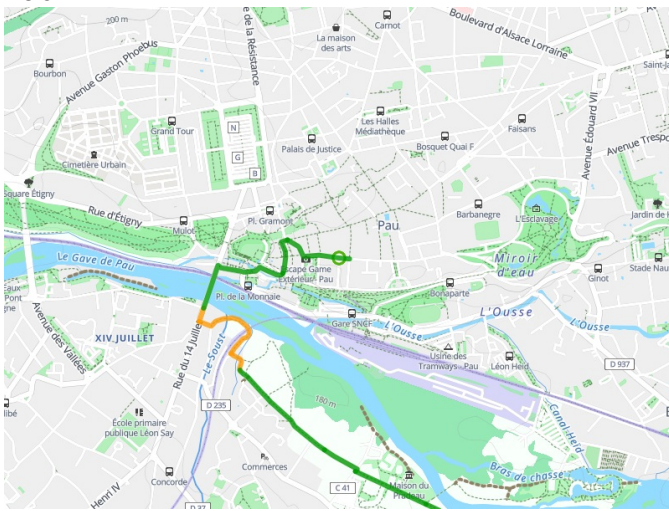 200 m
Carnot
Boulevard d'Alsace Lorraine
La maison
des arts
e de la Résistance
Avenue Gaston Phoebus
Bourbon
Saint-Ja
Avenue Édouard VII
Grand Tour
N
Les Halles
Médiathèque
Faisans
Avenue Trespo
Palais de Justice
Bosquet Quai F
G
Cimetière Urbain
B
Square Étigny
Rue d'Étigny
Mulot
Pl. Gramont
Pau
Barbanegre
L'Esclavage
Jardin de
Le Gave de Pau
Miroir
d'eau
Escape Game
Extérieur Pau
Stade Nau
Ginot
Eaux
Pont
gne
Pl. de la Monnaie
Bonaparte
L'Ousse
Gare SNCF
L'Ousse
L'Ousse
Avenue des Vallées
XIV.JUILLET
Rue du 14 Juillet
Le Soust
Usine des
Tramways - Pau
Léon Heid
D 937
180 m
D 235
Canal Heid
École primaire
publique Léon Say
Commerces
Bras de chasse
Concorde
C 41
Maison du
Pradeau
Henri IV
D 37